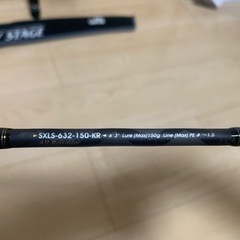 STAGE
SXLS-632-150-KR 6'3" Lure (Max)150g Line (Max) PE #1.5